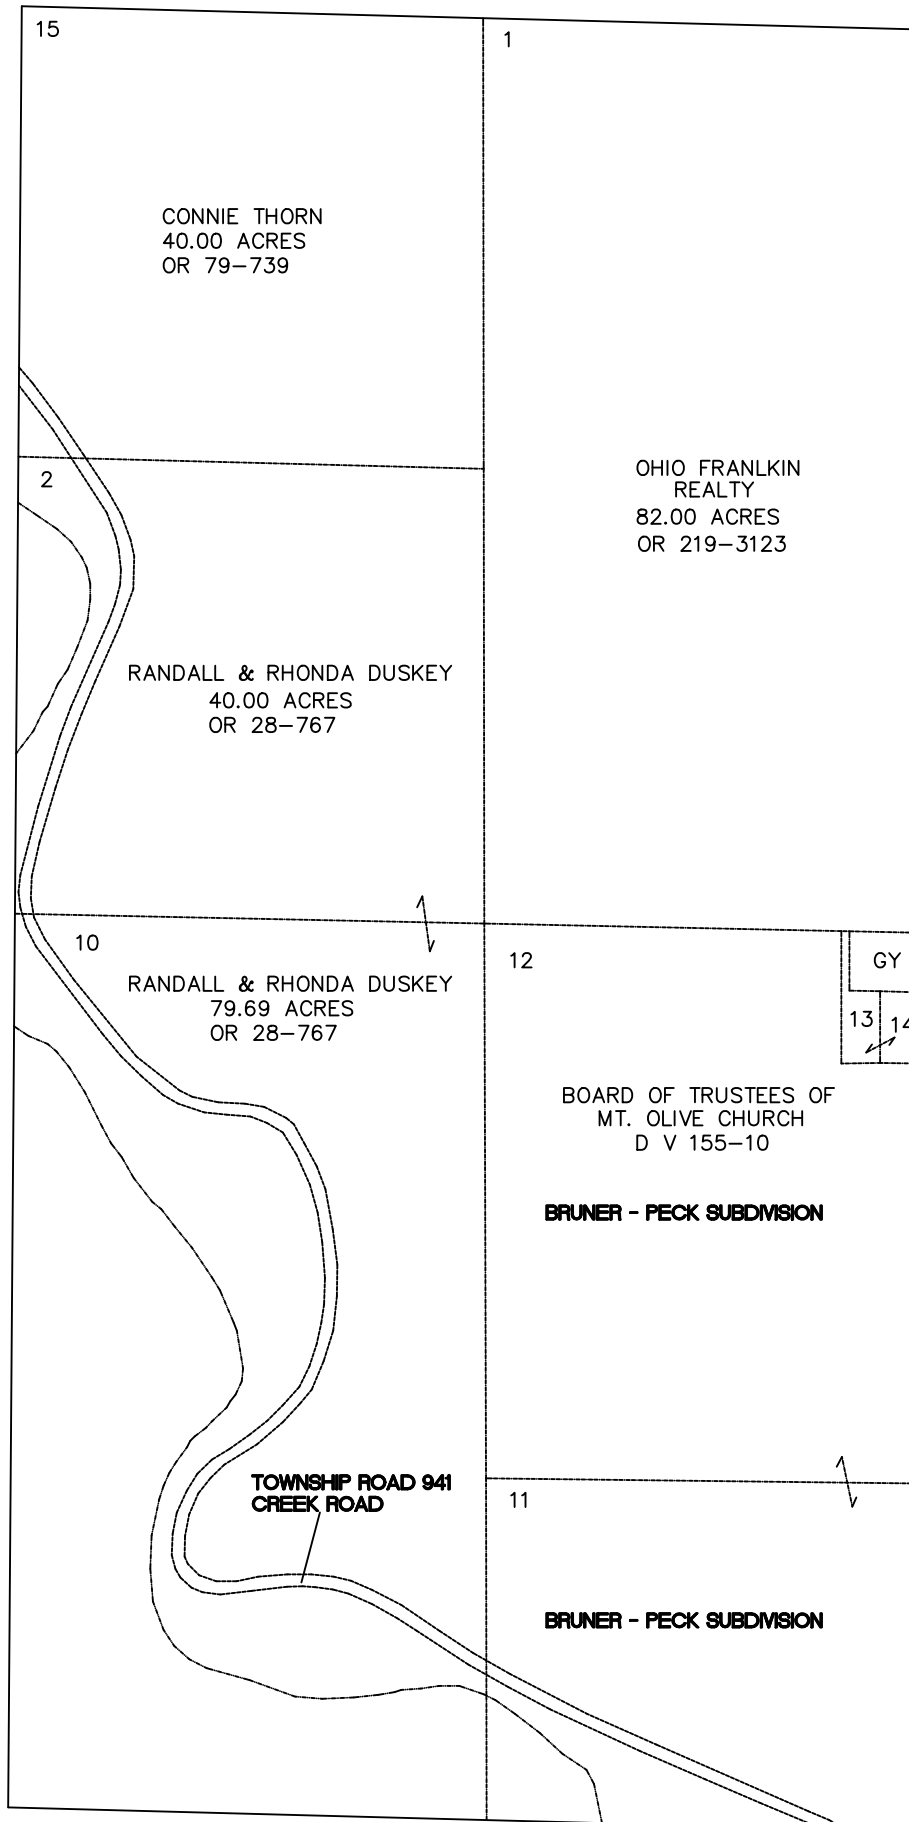 15
1
CONNIE THORN
40.00 ACRES
OR 79-739
2
OHIO FRANLKIN
REALTY
82.00 ACRES
OR 219-3123
RANDALL & RHONDA DUSKEY
40.00 ACRES
OR 28-767
10
RANDALL & RHONDA DUSKEY
79.69 ACRES
OR 28-767
12
GY
13
14
BOARD OF TRUSTEES OF
MT. OLIVE CHURCH
D V 155-10
BRUNER - PECK SUBDIVISION
TOWNSHIP ROAD 941
CREEK ROAD
11
BRUNER - PECK SUBDIVISION